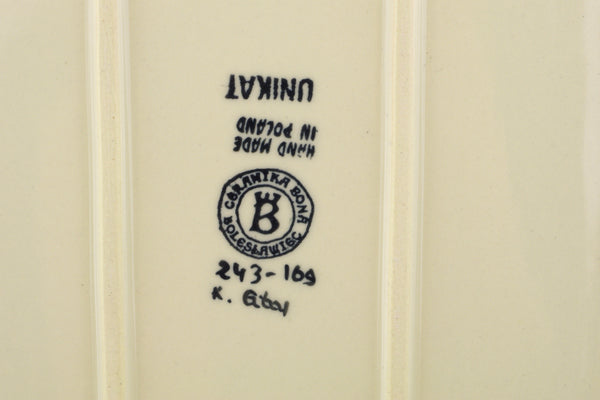 UNIKAT
HAND MADE
IN POLAND
CERAMIKA BONA
BOLESŁAWIEC
B
243-169
K.